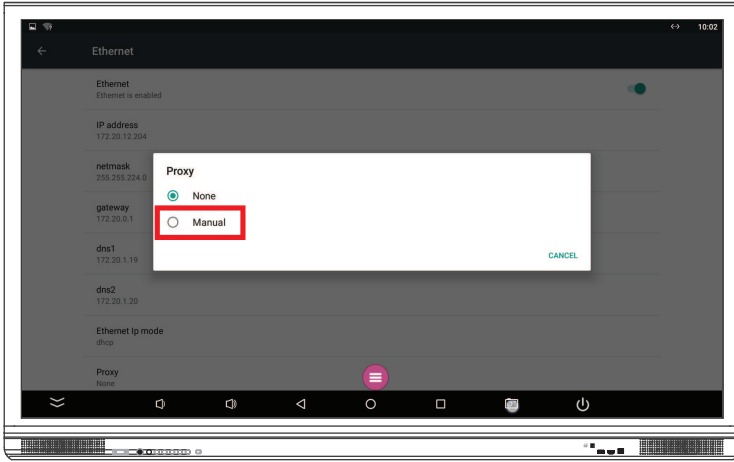 10:02
Ethernet
Ethernet
Ethernet is enabled
IP address
172.20.12.204
netmask
255.255.224.0
gateway
172.20.0.1
dns1
172.20.1.19
dns2
172.20.1.20
Ethernet Ip mode
dhcp
Proxy
None
Proxy
None
Manual
CANCEL